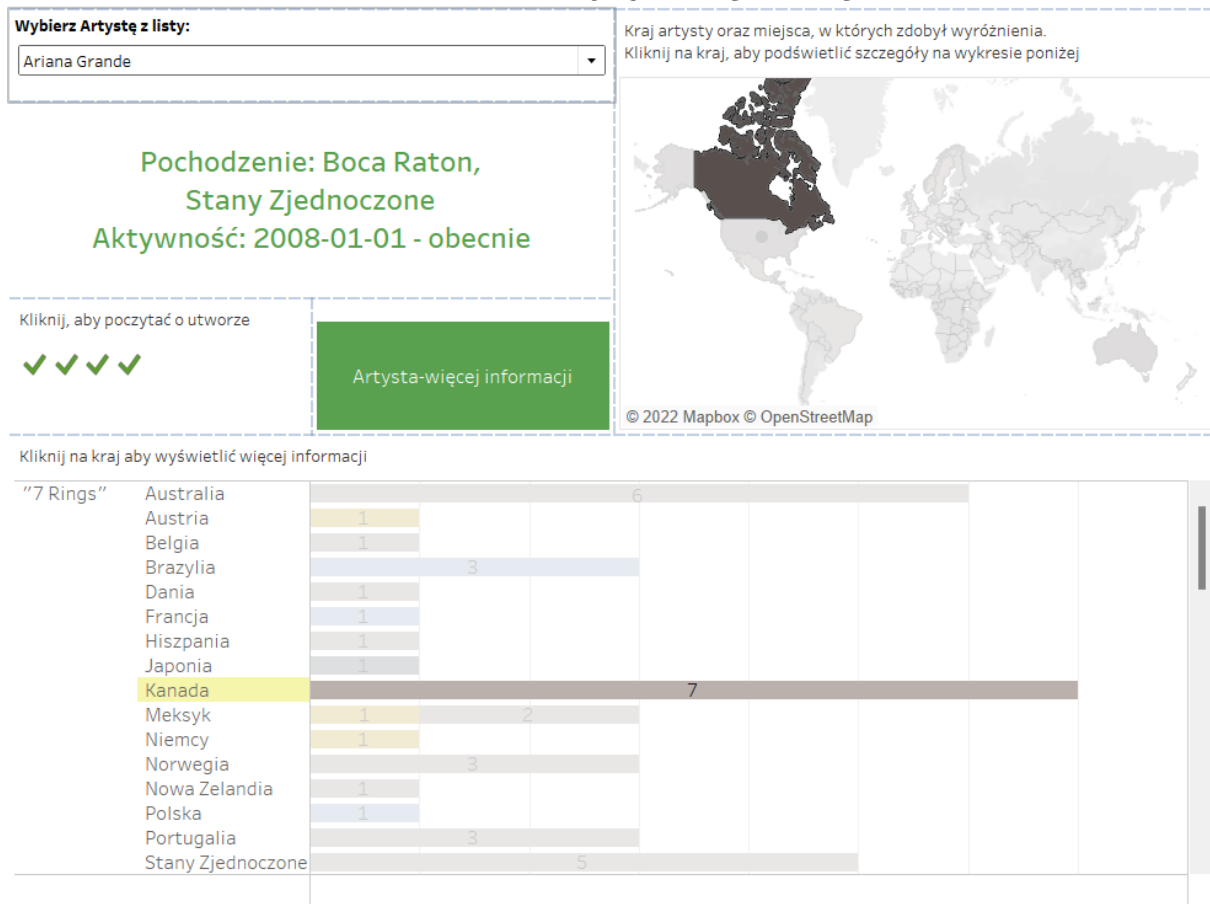 Wybierz Artystę z listy:
Ariana Grande
Kraj artysty oraz miejsca, w których zdobył wyróżnienia.
Kliknij na kraj, aby podświetlić szczegóły na wykresie poniżej
Pochodzenie: Boca Raton,
Stany Zjednoczone
Aktywność: 2008-01-01 - obecnie
Kliknij, aby poczytać o utworze
Artysta-więcej informacji
© 2022 Mapbox © OpenStreetMap
Kliknij na kraj aby wyświetlić więcej informacji
"7 Rings" Australia 6
Austria 1
Belgia 1
Brazylia 3
Dania 1
Francja 1
Hiszpania 1
Japonia 1
Kanada 7
Meksyk 1 2
Niemcy 1
Norwegia 3
Nowa Zelandia 1
Polska 1
Portugalia 3
Stany Zjednoczone 5